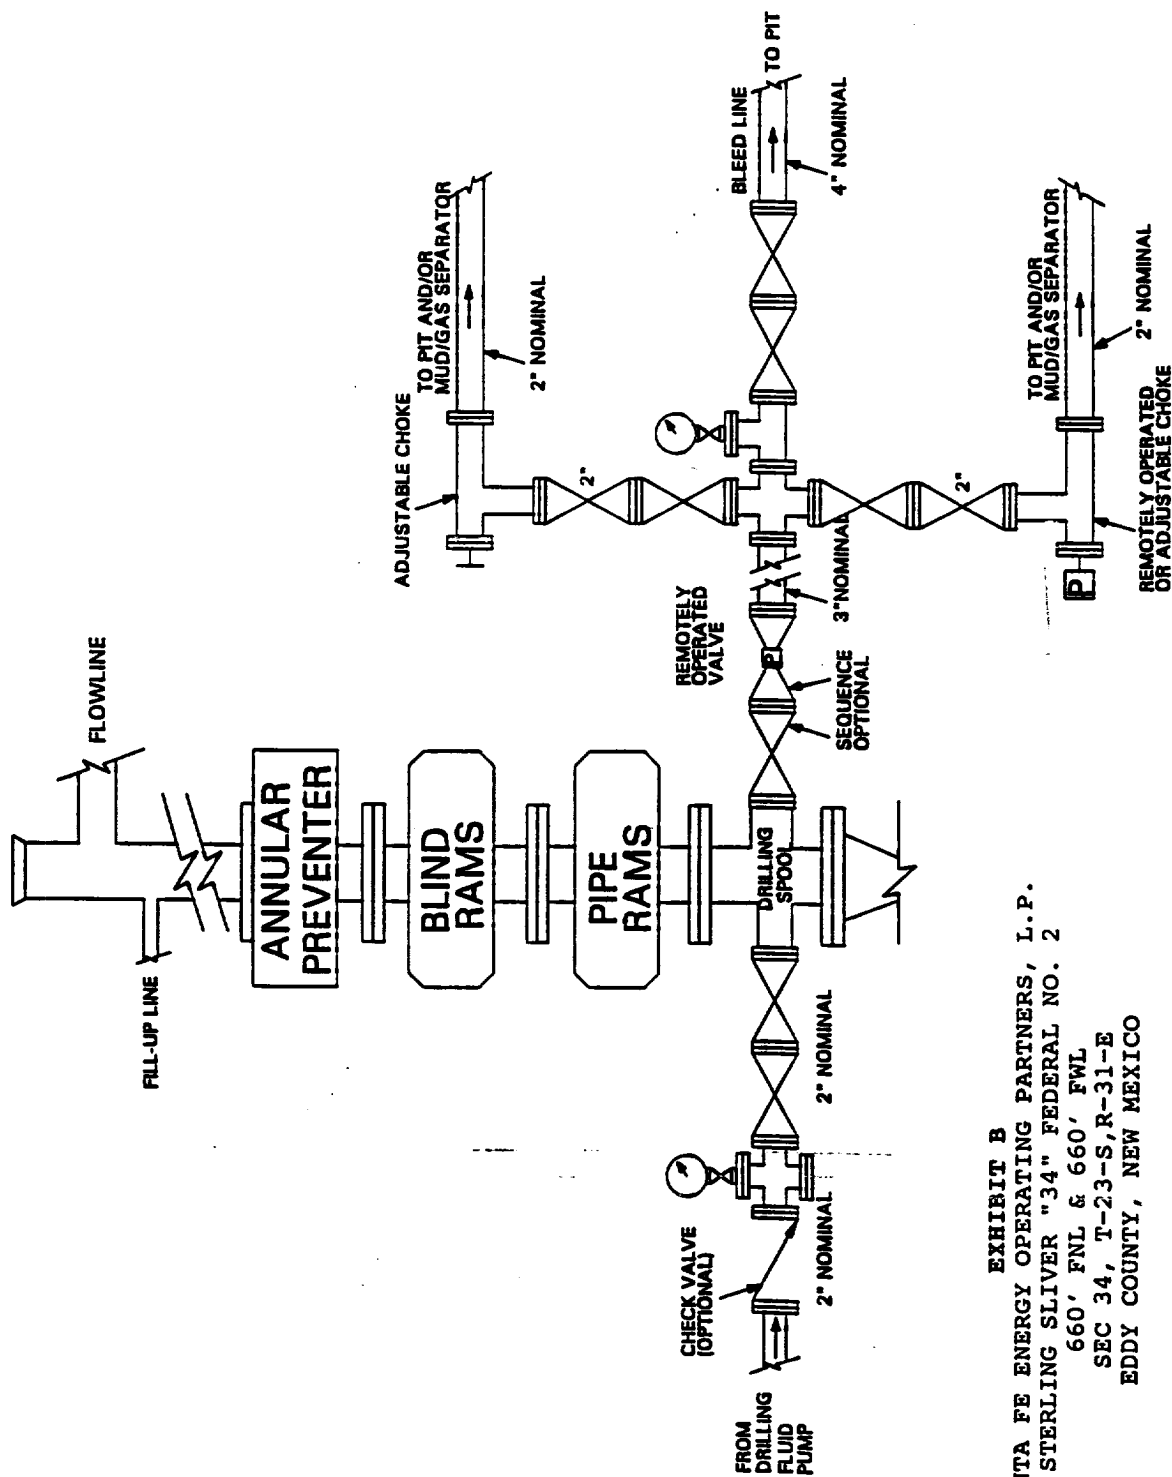 FLOWLINE
FILL-UP LINE
ANNULAR
PREVENTER
BLIND
RAMS
PIPE
RAMS
DRILLING
SPOOL
FROM
DRILLING
FLUID
PUMP
CHECK VALVE
(OPTIONAL)
2" NOMINAL
2" NOMINAL
SEQUENCE
OPTIONAL
REMOTELY
OPERATED
VALVE
P
3"NOMINAL
ADJUSTABLE CHOKE
TO PIT AND/OR
MUD/GAS SEPARATOR
2" NOMINAL
2"
BLEED LINE
TO PIT
4" NOMINAL
2"
P
TO PIT AND/OR
MUD/GAS SEPARATOR
2" NOMINAL
REMOTELY OPERATED
OR ADJUSTABLE CHOKE
EXHIBIT B
NTA FE ENERGY OPERATING PARTNERS, L.P.
STERLING SLIVER "34" FEDERAL NO. 2
660' FNL & 660' FWL
SEC 34, T-23-S,R-31-E
EDDY COUNTY, NEW MEXICO